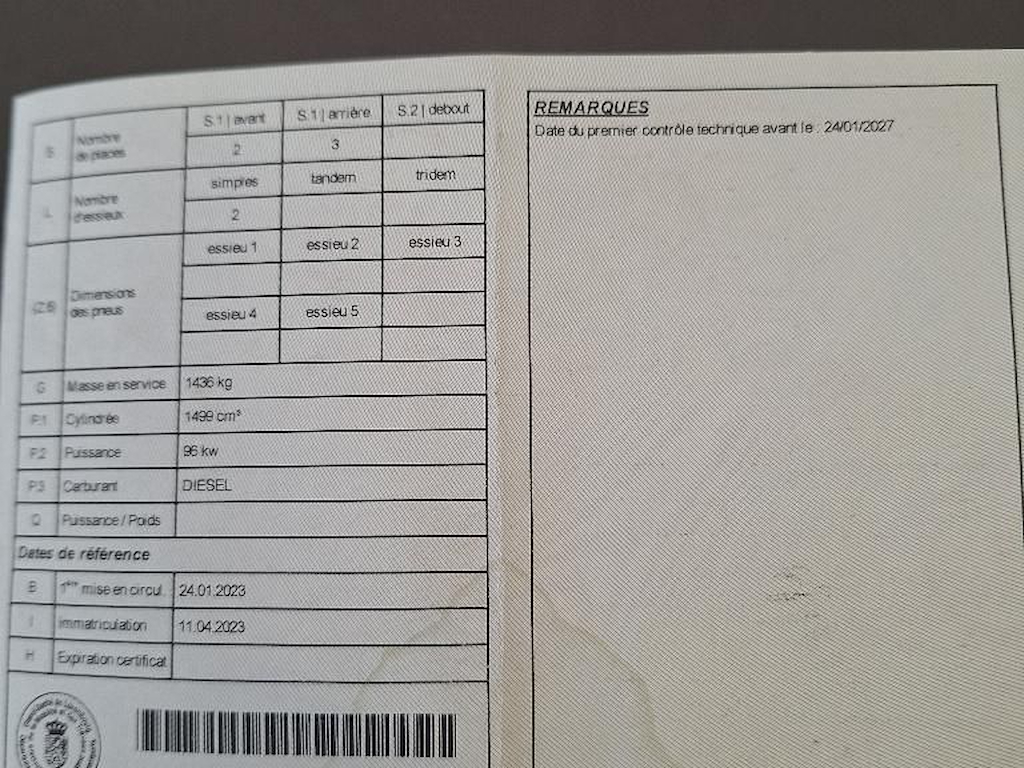 S
Nombre
de places
S.1 | avant
S.1 | arrière
S.2 | debout
2
3
L
Nombre
d'essieux
simples
tandem
tridem
2
(Z.6)
Dimensions
des pneus
essieu 1
essieu 2
essieu 3
essieu 4
essieu 5
G Masse en service 1436 kg
P.1 Cylindrée 1499 cm³
P.2 Puissance 96 kw
P.3 Carburant DIESEL
Q Puissance / Poids
Dates de référence
B 1ère mise en circul. 24.01.2023
I Immatriculation 11.04.2023
H Expiration certificat
REMARQUES
Date du premier contrôle technique avant le : 24/01/2027